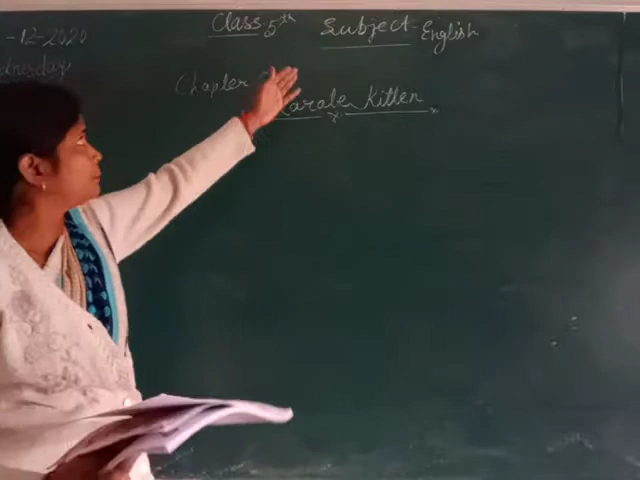 -12-2020 Class 5th Subject English
dnesday
Chapter
Karate Kitten